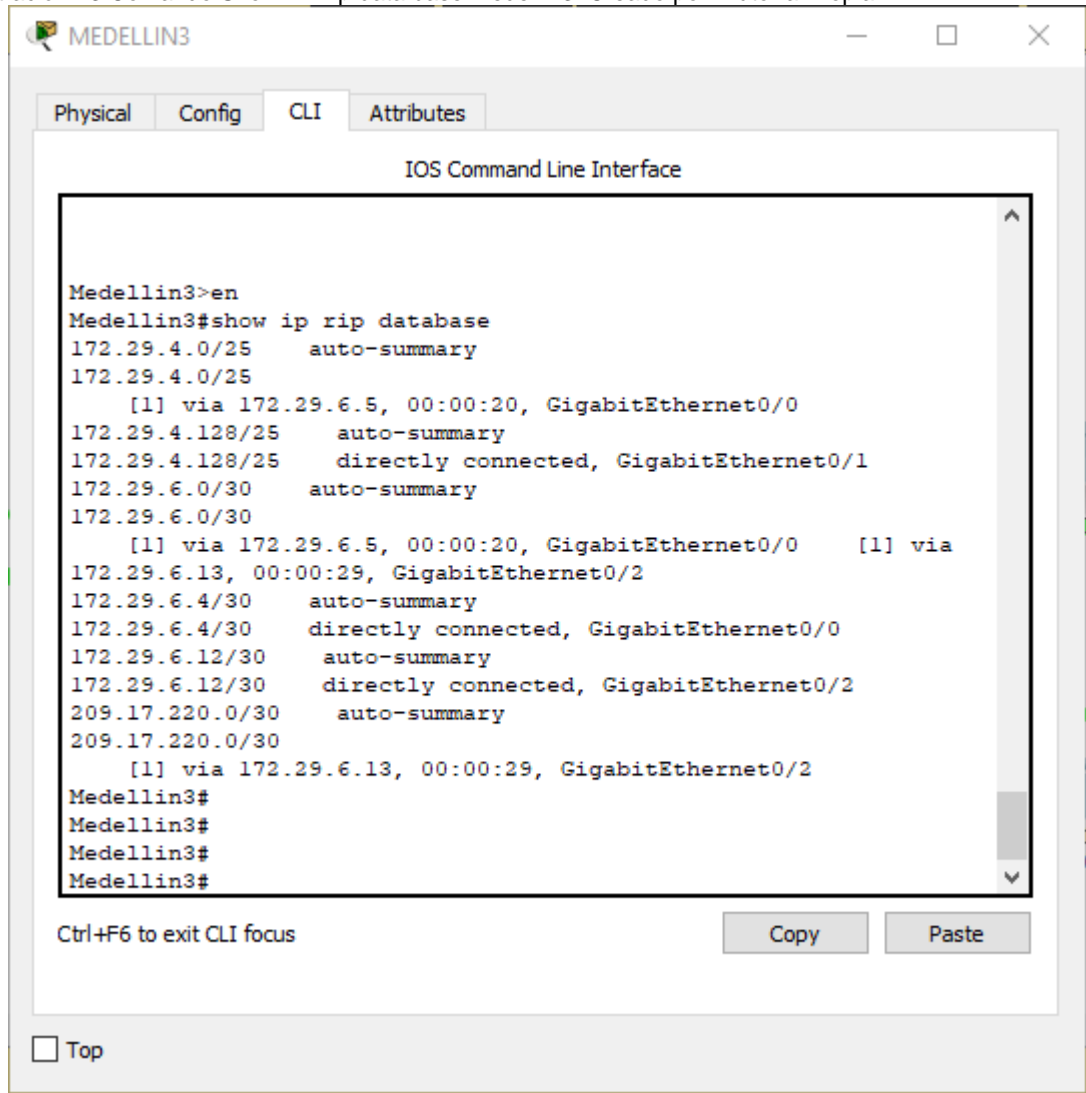 MEDELLIN3
Physical Config CLI Attributes
IOS Command Line Interface
Medellin3>en
Medellin3#show ip rip database
172.29.4.0/25 auto-summary
172.29.4.0/25
[1] via 172.29.6.5, 00:00:20, GigabitEthernet0/0
172.29.4.128/25 auto-summary
172.29.4.128/25 directly connected, GigabitEthernet0/1
172.29.6.0/30 auto-summary
172.29.6.0/30
[1] via 172.29.6.5, 00:00:20, GigabitEthernet0/0 [1] via
172.29.6.13, 00:00:29, GigabitEthernet0/2
172.29.6.4/30 auto-summary
172.29.6.4/30 directly connected, GigabitEthernet0/0
172.29.6.12/30 auto-summary
172.29.6.12/30 directly connected, GigabitEthernet0/2
209.17.220.0/30 auto-summary
209.17.220.0/30
[1] via 172.29.6.13, 00:00:29, GigabitEthernet0/2
Medellin3#
Medellin3#
Medellin3#
Medellin3#
Ctrl+F6 to exit CLI focus
Copy Paste
Top